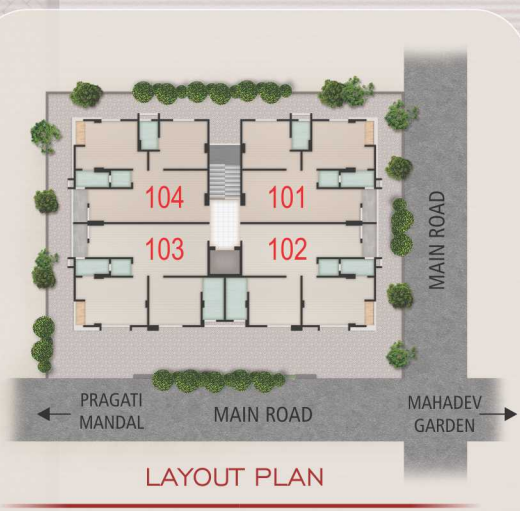 104
101
103
102
MAIN ROAD
PRAGATI
MANDAL
MAIN ROAD
MAHADEV
GARDEN
LAYOUT PLAN